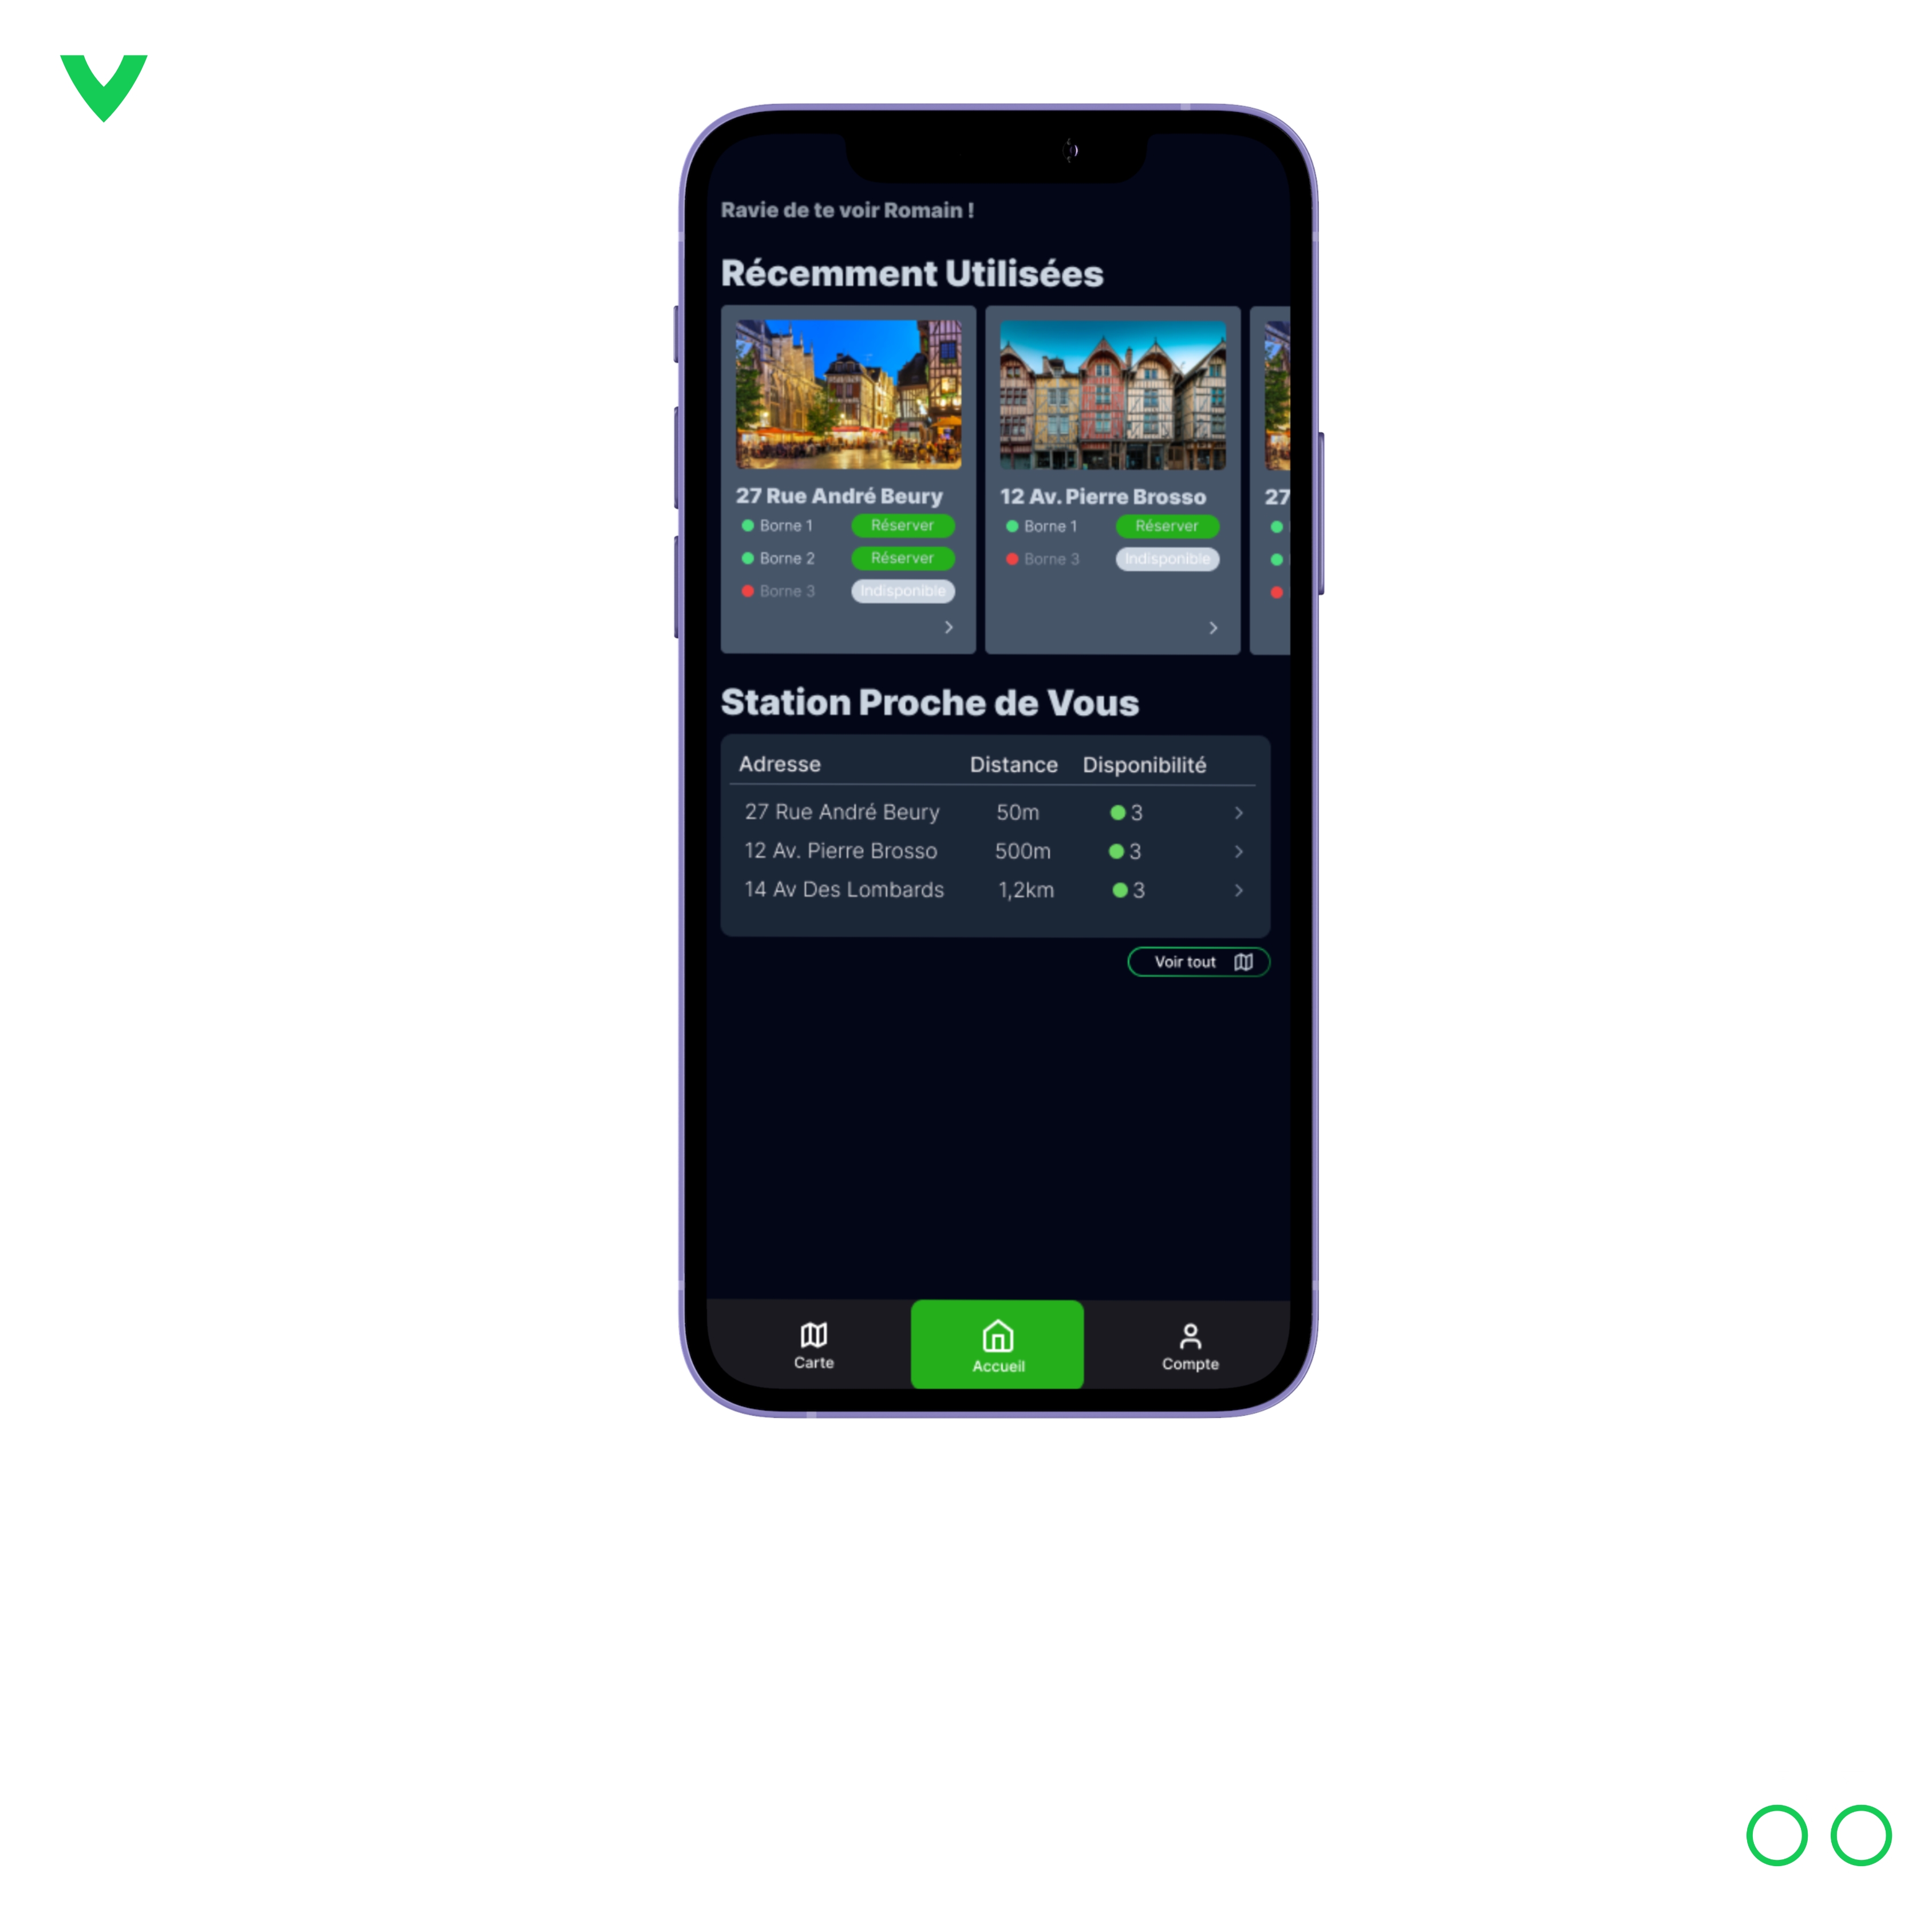 Ravie de te voir Romain !
Récemment Utilisées
27 Rue André Beury
Borne 1 Réserver
Borne 2 Réserver
Borne 3 Indisponible
12 Av. Pierre Brosso
Borne 1 Réserver
Borne 3 Indisponible
27
Station Proche de Vous
Adresse Distance Disponibilité
27 Rue André Beury 50m 3
12 Av. Pierre Brosso 500m 3
14 Av Des Lombards 1,2km 3
Voir tout
Carte Accueil Compte